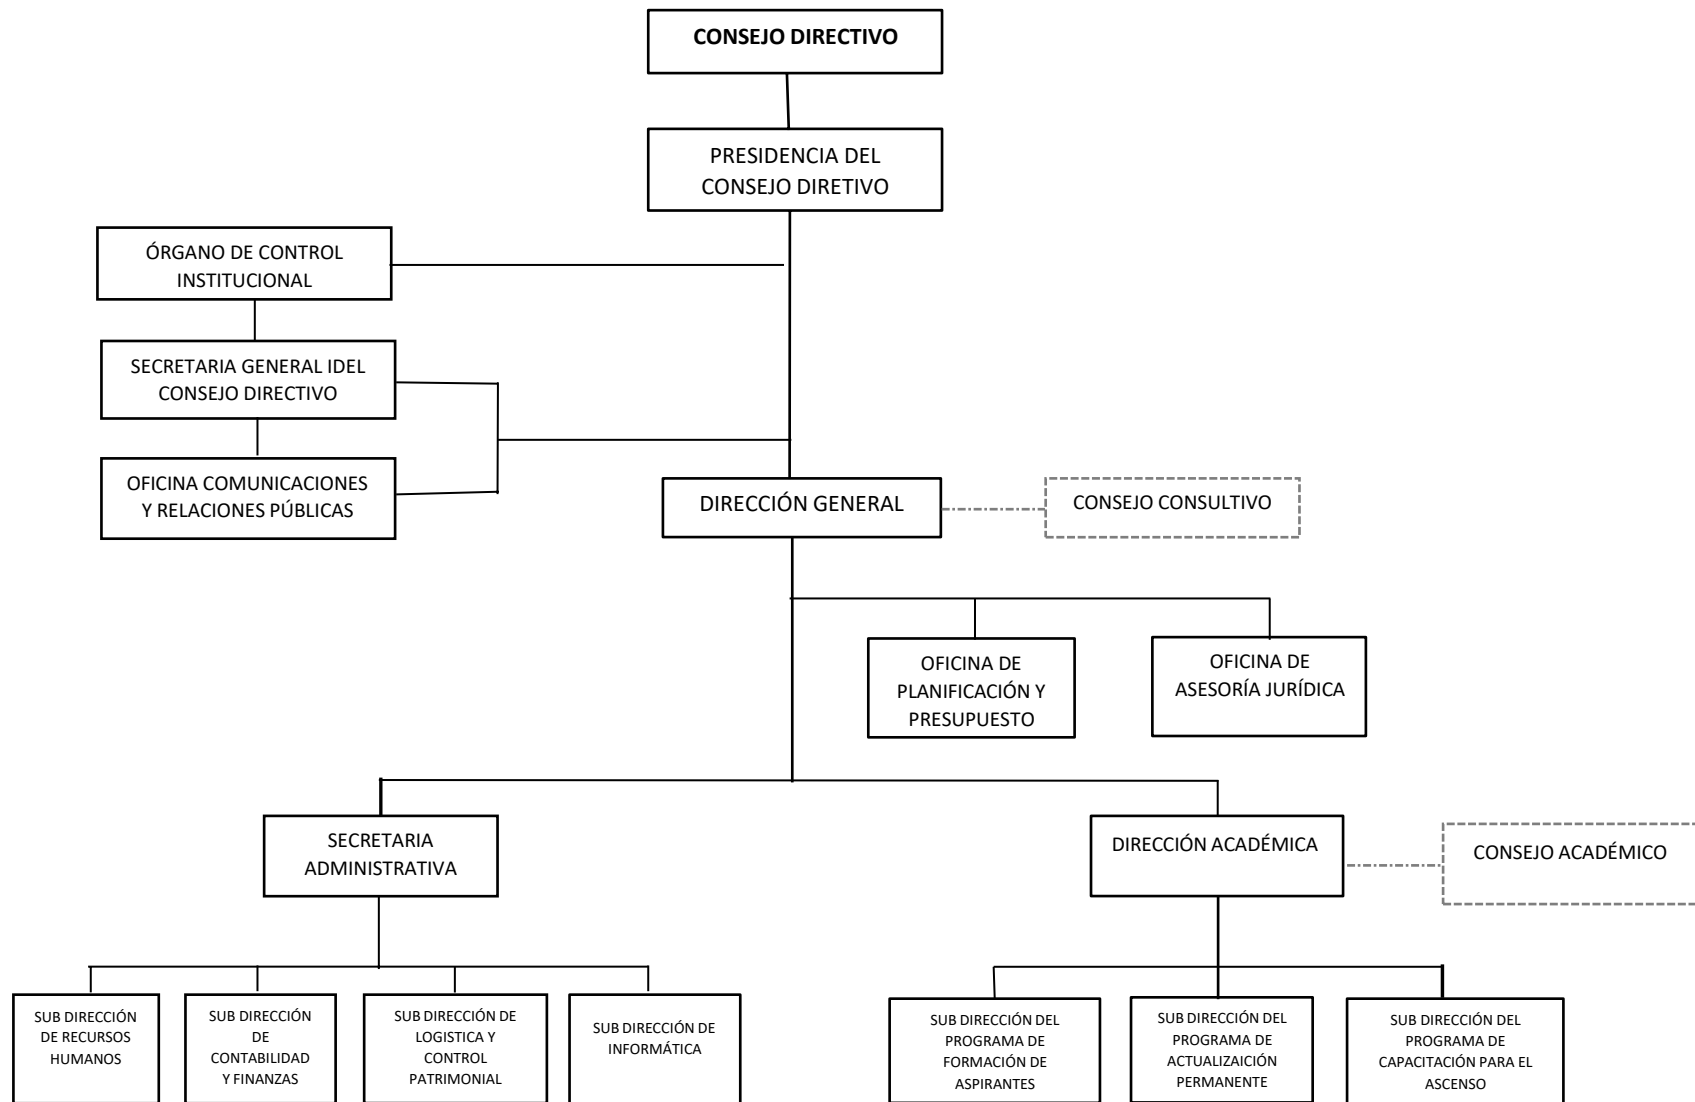 CONSEJO DIRECTIVO
PRESIDENCIA DEL
CONSEJO DIRETIVO
ÓRGANO DE CONTROL
INSTITUCIONAL
SECRETARIA GENERAL IDEL
CONSEJO DIRECTIVO
OFICINA COMUNICACIONES
Y RELACIONES PÚBLICAS
DIRECCIÓN GENERAL
CONSEJO CONSULTIVO
OFICINA DE
PLANIFICACIÓN Y
PRESUPUESTO
OFICINA DE
ASESORÍA JURÍDICA
SECRETARIA
ADMINISTRATIVA
DIRECCIÓN ACADÉMICA
CONSEJO ACADÉMICO
SUB DIRECCIÓN
DE RECURSOS
HUMANOS
SUB DIRECCIÓN
DE
CONTABILIDAD
Y FINANZAS
SUB DIRECCIÓN DE
LOGISTICA Y
CONTROL
PATRIMONIAL
SUB DIRECCIÓN DE
INFORMÁTICA
SUB DIRECCIÓN DEL
PROGRAMA DE
FORMACIÓN DE
ASPIRANTES
SUB DIRECCIÓN DEL
PROGRAMA DE
ACTUALIZAICIÓN
PERMANENTE
SUB DIRECCIÓN DEL
PROGRAMA DE
CAPACITACIÓN PARA EL
ASCENSO